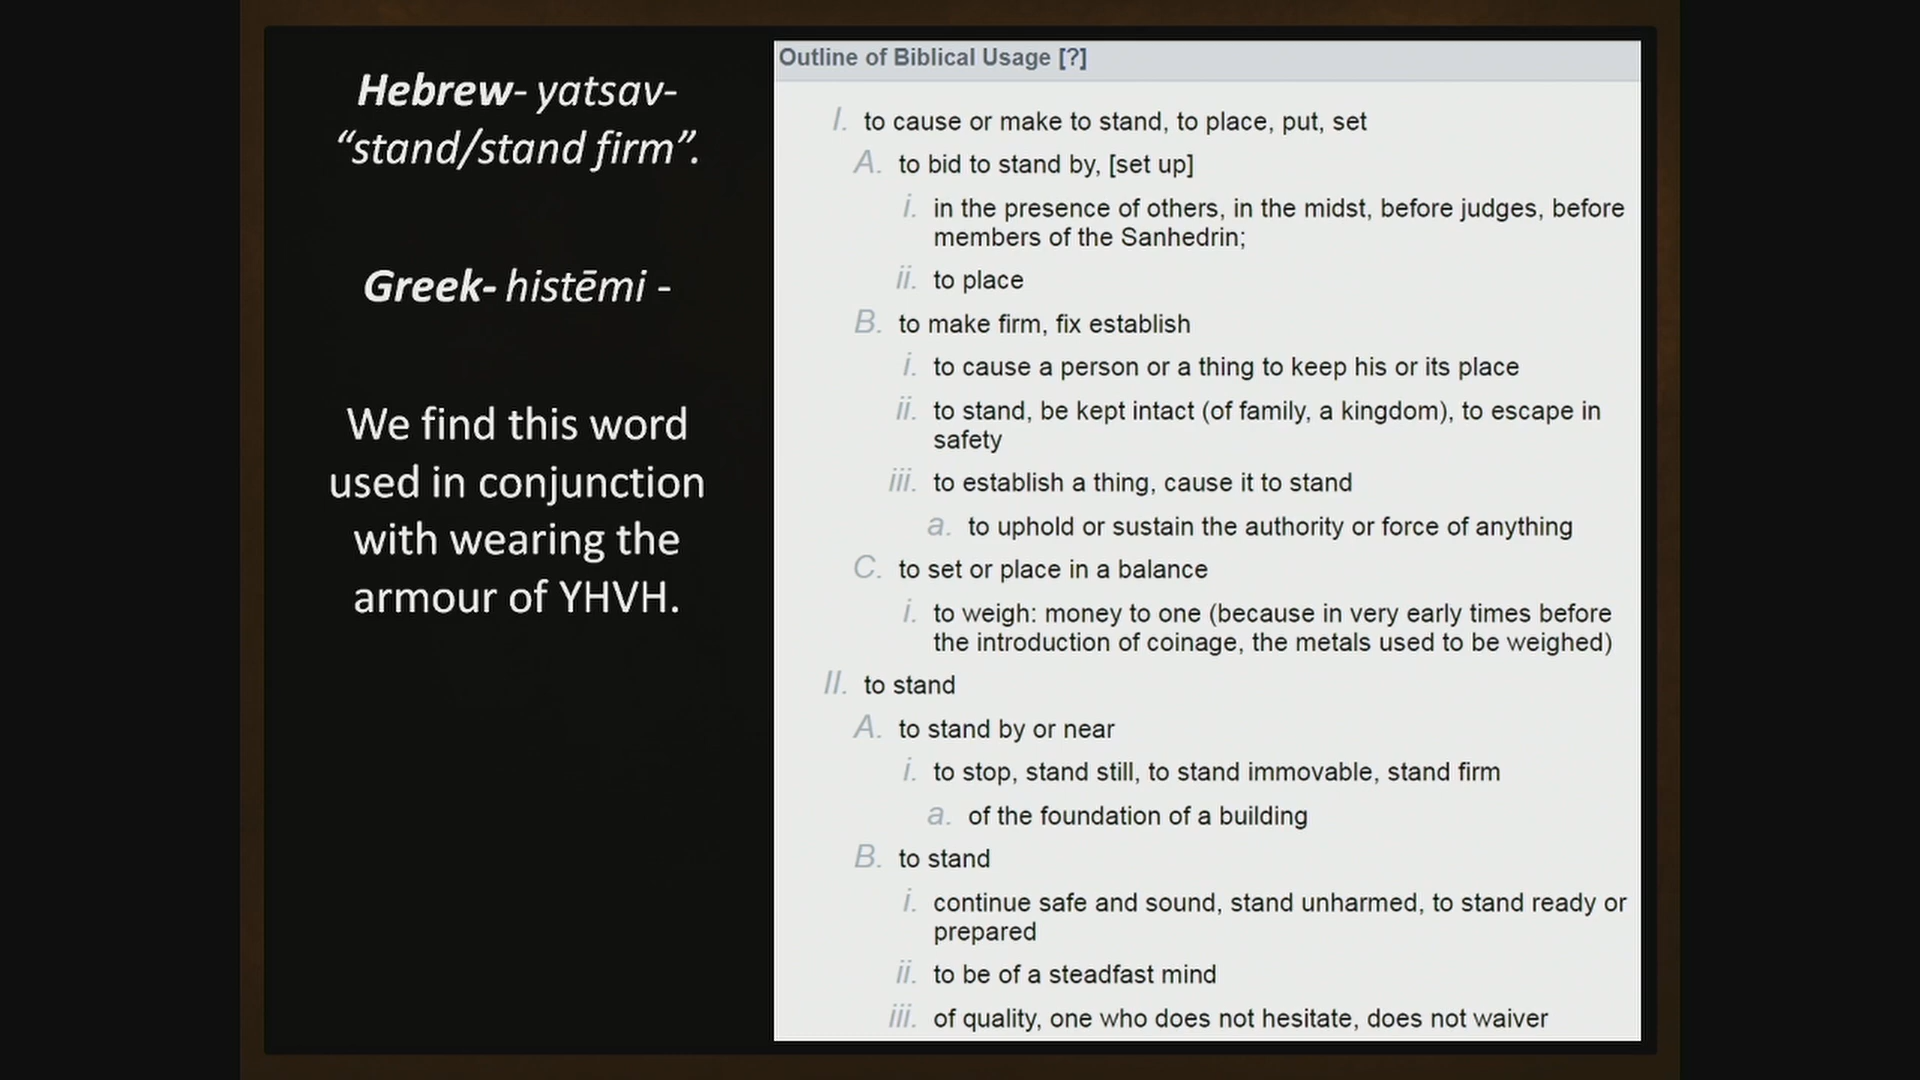 Hebrew- yatsav-
“stand/stand firm”.
Greek- histēmi -
We find this word
used in conjunction
with wearing the
armour of YHVH.
Outline of Biblical Usage [?]
I. to cause or make to stand, to place, put, set
A. to bid to stand by, [set up]
i. in the presence of others, in the midst, before judges, before
members of the Sanhedrin;
ii. to place
B. to make firm, fix establish
i. to cause a person or a thing to keep his or its place
ii. to stand, be kept intact (of family, a kingdom), to escape in
safety
iii. to establish a thing, cause it to stand
a. to uphold or sustain the authority or force of anything
C. to set or place in a balance
i. to weigh: money to one (because in very early times before
the introduction of coinage, the metals used to be weighed)
II. to stand
A. to stand by or near
i. to stop, stand still, to stand immovable, stand firm
a. of the foundation of a building
B. to stand
i. continue safe and sound, stand unharmed, to stand ready or
prepared
ii. to be of a steadfast mind
iii. of quality, one who does not hesitate, does not waiver